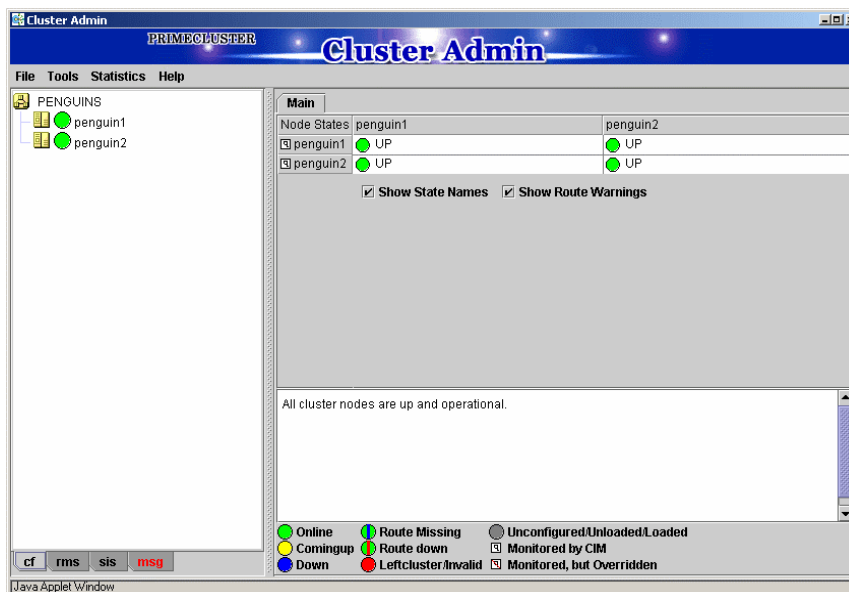 Cluster Admin
PRIMECLUSTER
Cluster Admin
File Tools Statistics Help
PENGUINS
penguin1
penguin2
Main
Node States penguin1 penguin2
penguin1 UP UP
penguin2 UP UP
Show State Names Show Route Warnings
All cluster nodes are up and operational.
Online Route Missing Unconfigured/Unloaded/Loaded
Comingup Route down Monitored by CIM
Down Leftcluster/Invalid Monitored, but Overridden
cf rms sis msg
Java Applet Window